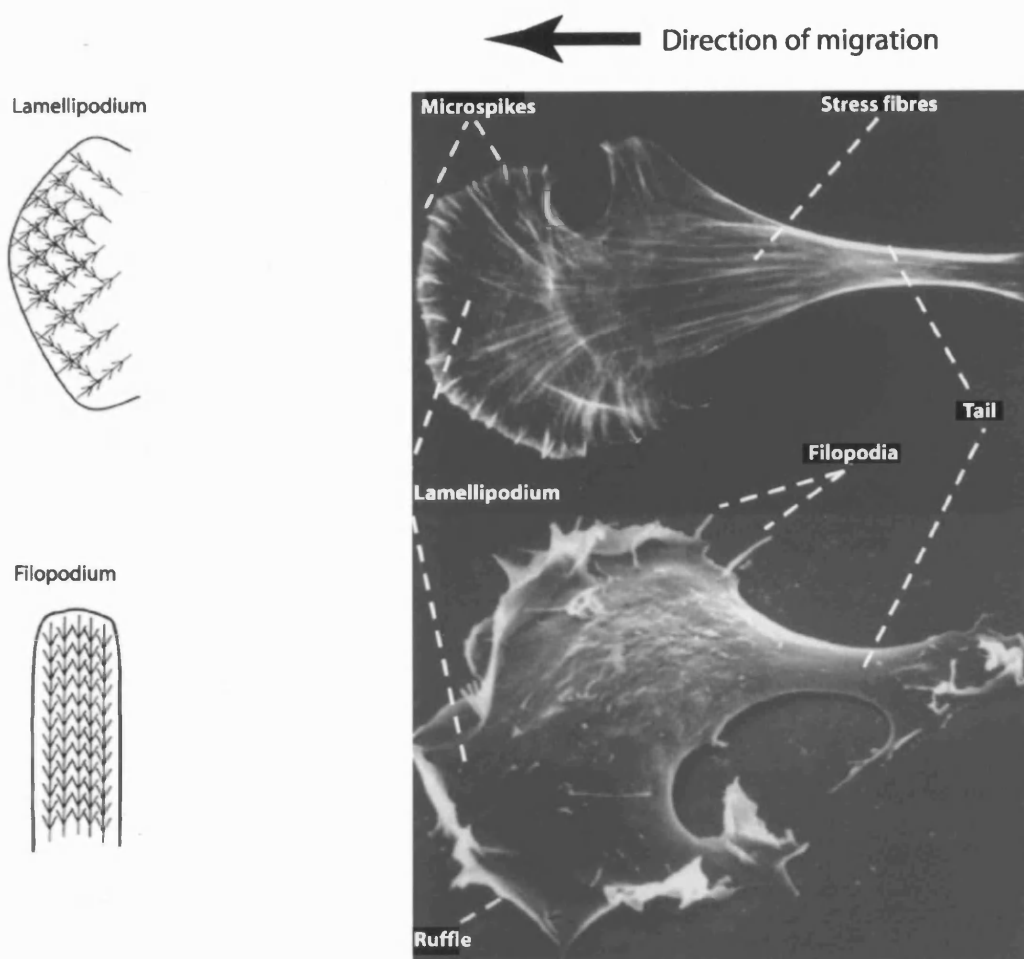 Direction of migration
Lamellipodium
Microspikes
Stress fibres
Tail
Filopodia
Lamellipodium
Filopodium
Ruffle